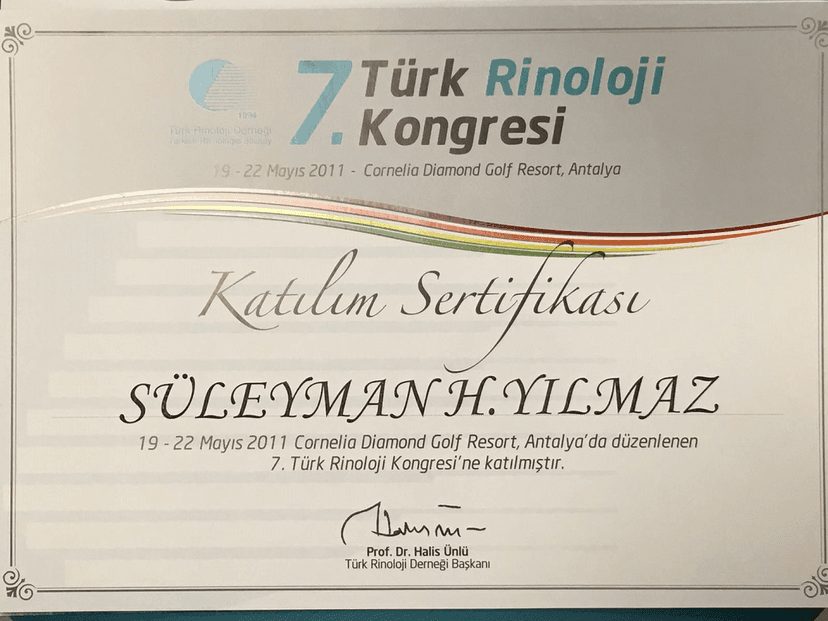 1994
Türk Rinoloji Derneği
7. Türk Rinoloji
Kongresi
19 - 22 Mayıs 2011 - Cornelia Diamond Golf Resort, Antalya
Katılım Sertifikası
SÜLEYMAN H. YILMAZ
19 - 22 Mayıs 2011 Cornelia Diamond Golf Resort, Antalya'da düzenlenen
7. Türk Rinoloji Kongresi'ne katılmıştır.
Prof. Dr. Halis Ünlü
Türk Rinoloji Derneği Başkanı